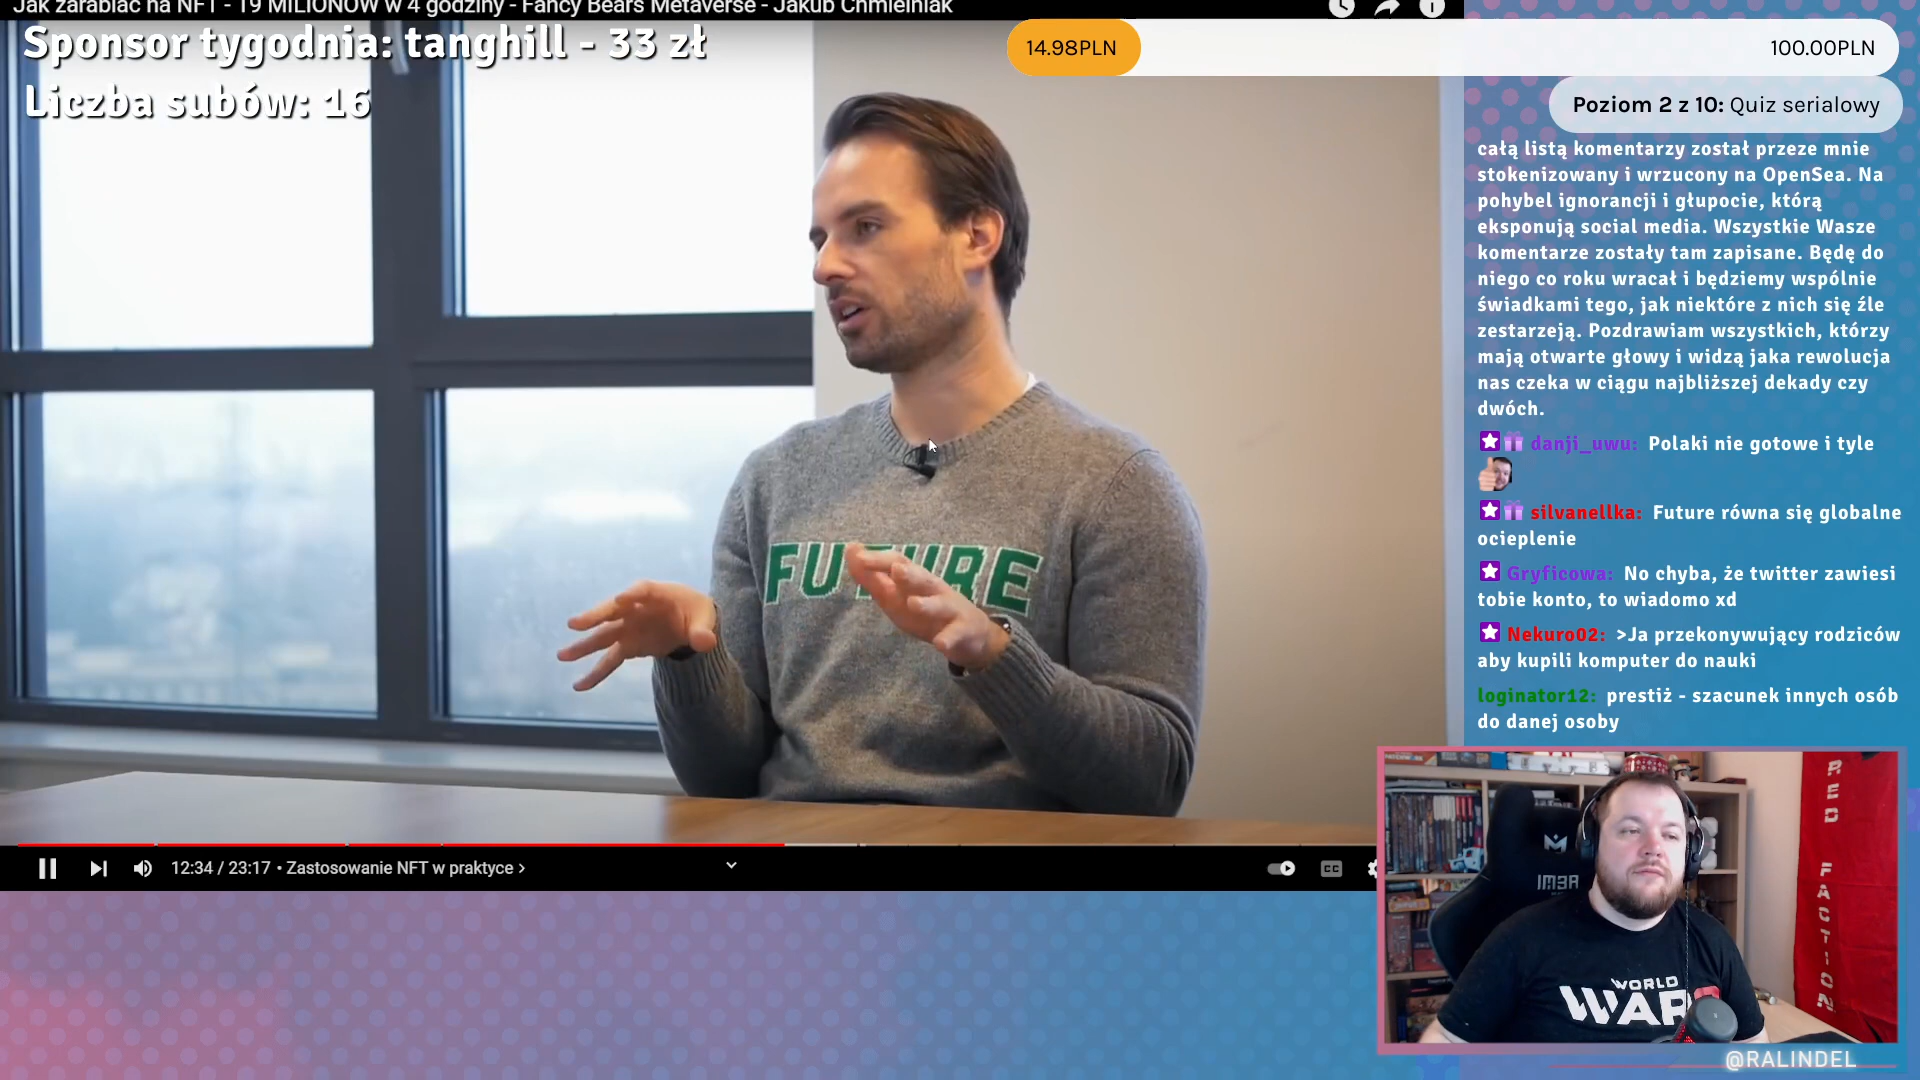 Jak zarabiać na NFT - 19 MILIONÓW w 4 godziny - Fancy Bears Metaverse - Jakub Chmielniak
Sponsor tygodnia: tanghill - 33 zł
Liczba subów: 16
14.98PLN
100.00PLN
Poziom 2 z 10: Quiz serialowy
całą listą komentarzy został przeze mnie
stokenizowany i wrzucony na OpenSea. Na
pohybel ignorancji i głupocie, którą
eksponują social media. Wszystkie Wasze
komentarze zostały tam zapisane. Będę do
niego co roku wracał i będziemy wspólnie
świadkami tego, jak niektóre z nich się źle
zestarzeją. Pozdrawiam wszystkich, którzy
mają otwarte głowy i widzą jaka rewolucja
nas czeka w ciągu najbliższej dekady czy
dwóch.
danji_uwu: Polaki nie gotowe i tyle
silvanellka: Future równa się globalne
ocieplenie
Gryficowa: No chyba, że twitter zawiesi
tobie konto, to wiadomo xd
Nekuro02: >Ja przekonywujący rodziców
aby kupili komputer do nauki
loginator12: prestiż - szacunek innych osób
do danej osoby
FUTURE
12:34 / 23:17 • Zastosowanie NFT w praktyce >
CC
RED FACTION
WORLD
WAR
@RALINDEL